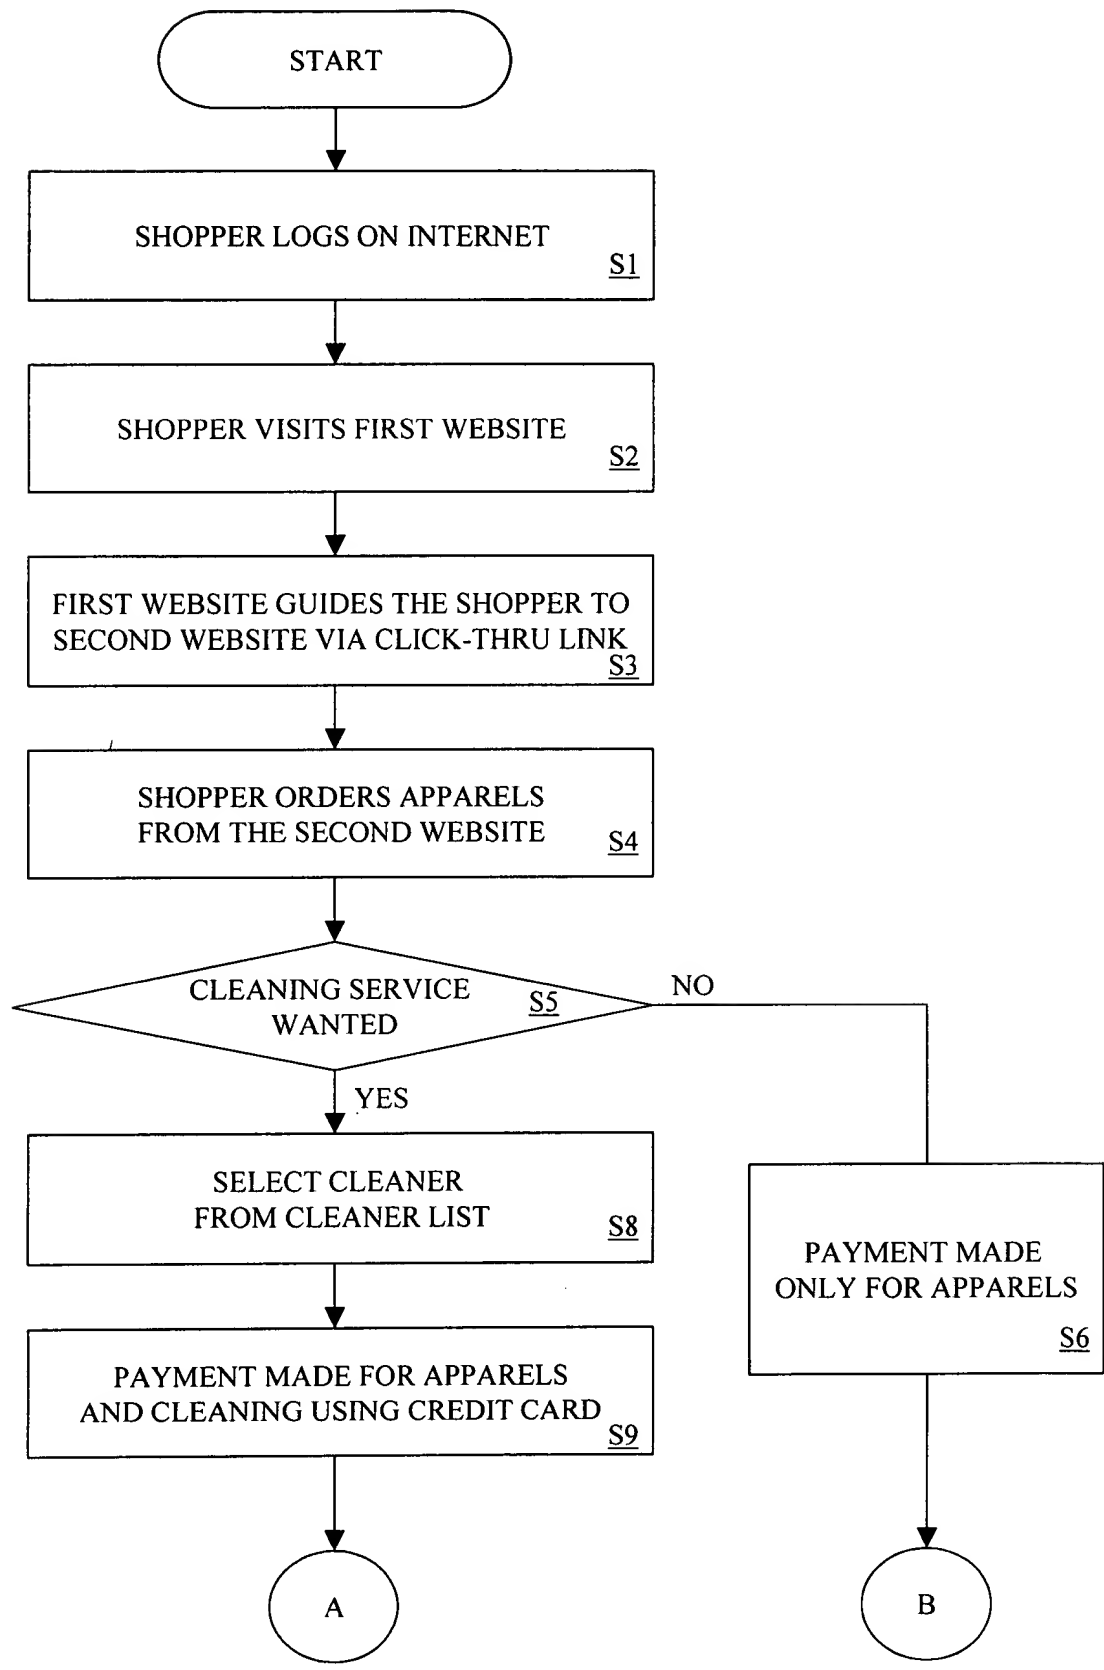 START
SHOPPER LOGS ON INTERNET
S1
SHOPPER VISITS FIRST WEBSITE
S2
FIRST WEBSITE GUIDES THE SHOPPER TO
SECOND WEBSITE VIA CLICK-THRU LINK
S3
SHOPPER ORDERS APPARELS
FROM THE SECOND WEBSITE
S4
CLEANING SERVICE
WANTED
S5
NO
YES
SELECT CLEANER
FROM CLEANER LIST
S8
PAYMENT MADE
ONLY FOR APPARELS
S6
PAYMENT MADE FOR APPARELS
AND CLEANING USING CREDIT CARD
S9
A
B